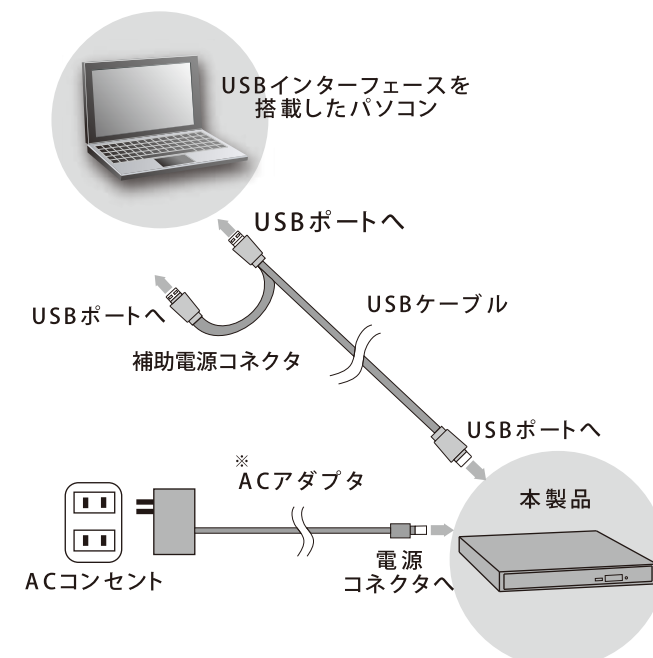 USBインターフェースを
搭載したパソコン
USBポートへ
USBケーブル
USBポートへ
補助電源コネクタ
USBポートへ
※
ACアダプタ
本製品
電源
コネクタへ
ACコンセント